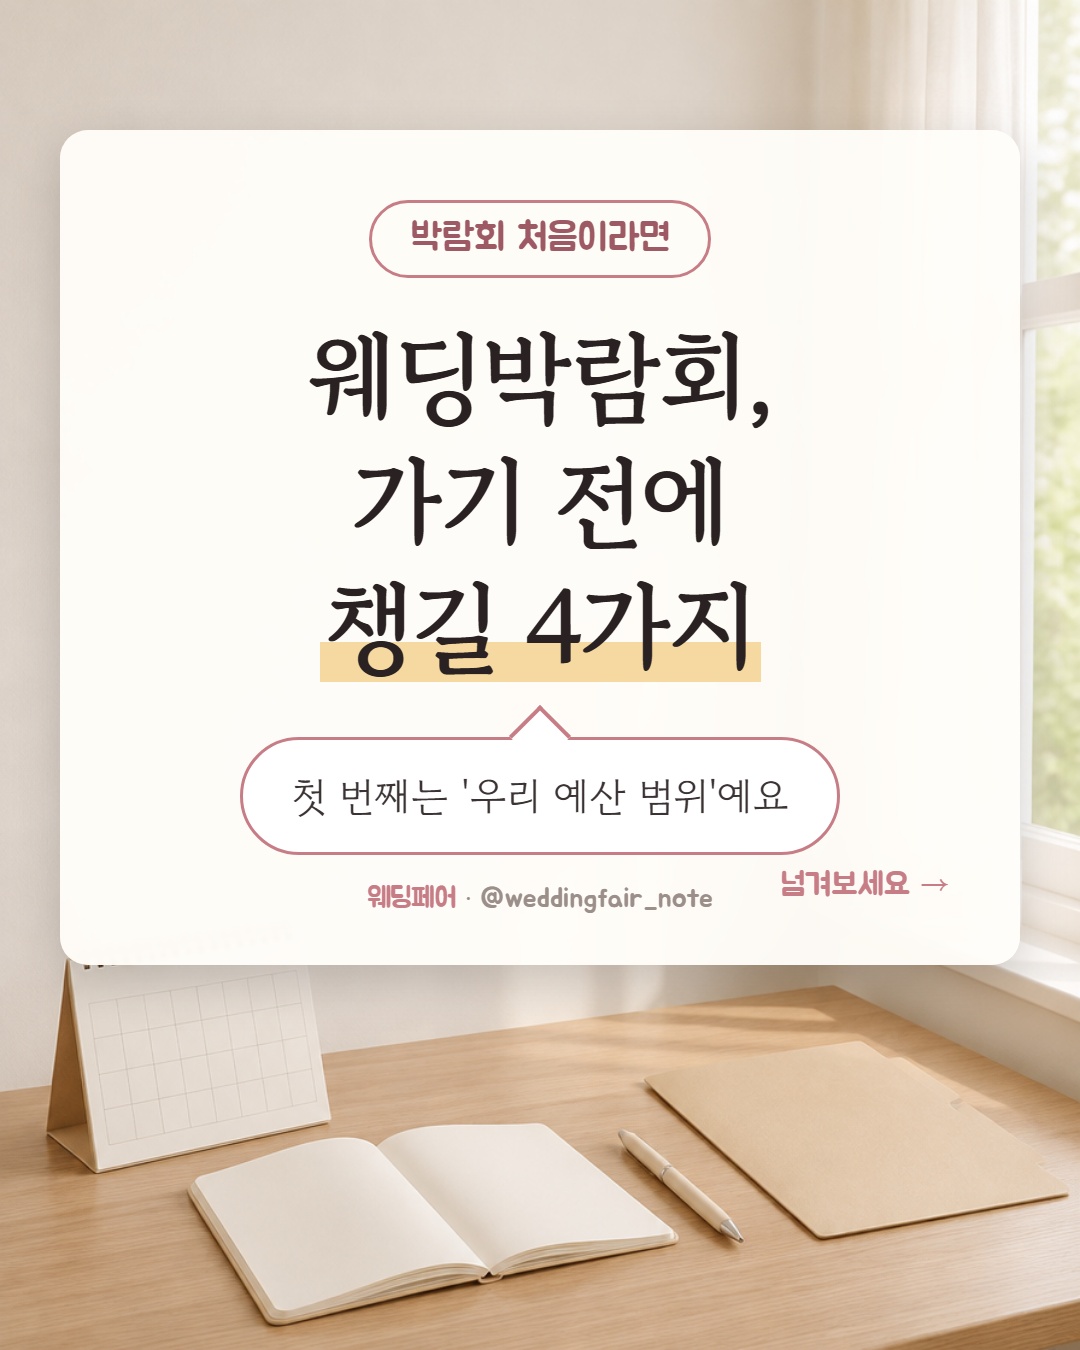 박람회 처음이라면
웨딩박람회,
가기 전에
챙길 4가지
첫 번째는 '우리 예산 범위'예요
넘겨보세요 →
웨딩페어 · @weddingfair_note